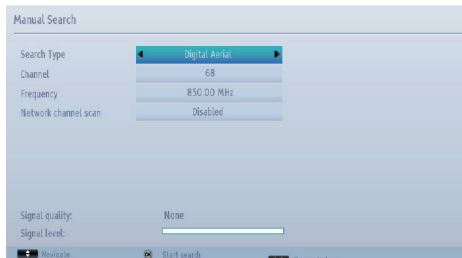 Manual Search
Search Type Digital Aerial
Channel 68
Frequency 850.00 MHz
Network channel scan Disabled
Signal quality: None
Signal level:
Navigate OK Start search